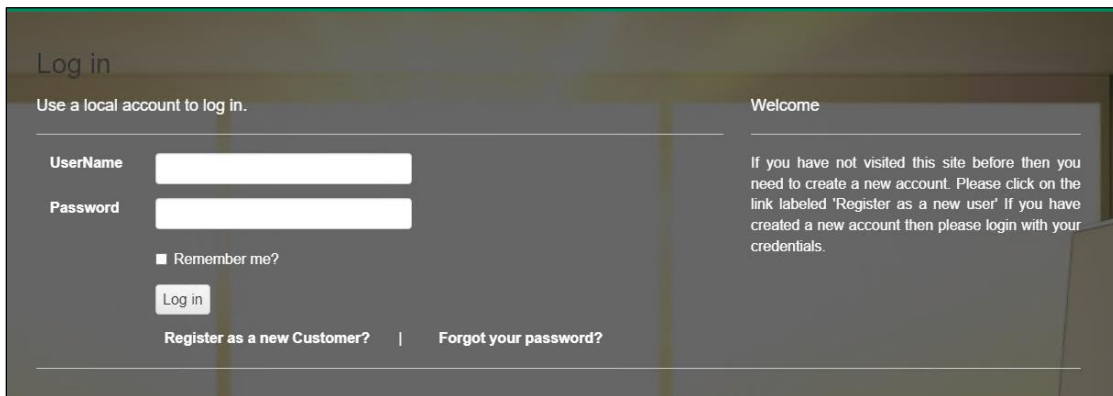 Log in
Use a local account to log in.
UserName
Password
Remember me?
Log in
Register as a new Customer? | Forgot your password?
Welcome
If you have not visited this site before then you
need to create a new account. Please click on the
link labeled 'Register as a new user' If you have
created a new account then please login with your
credentials.